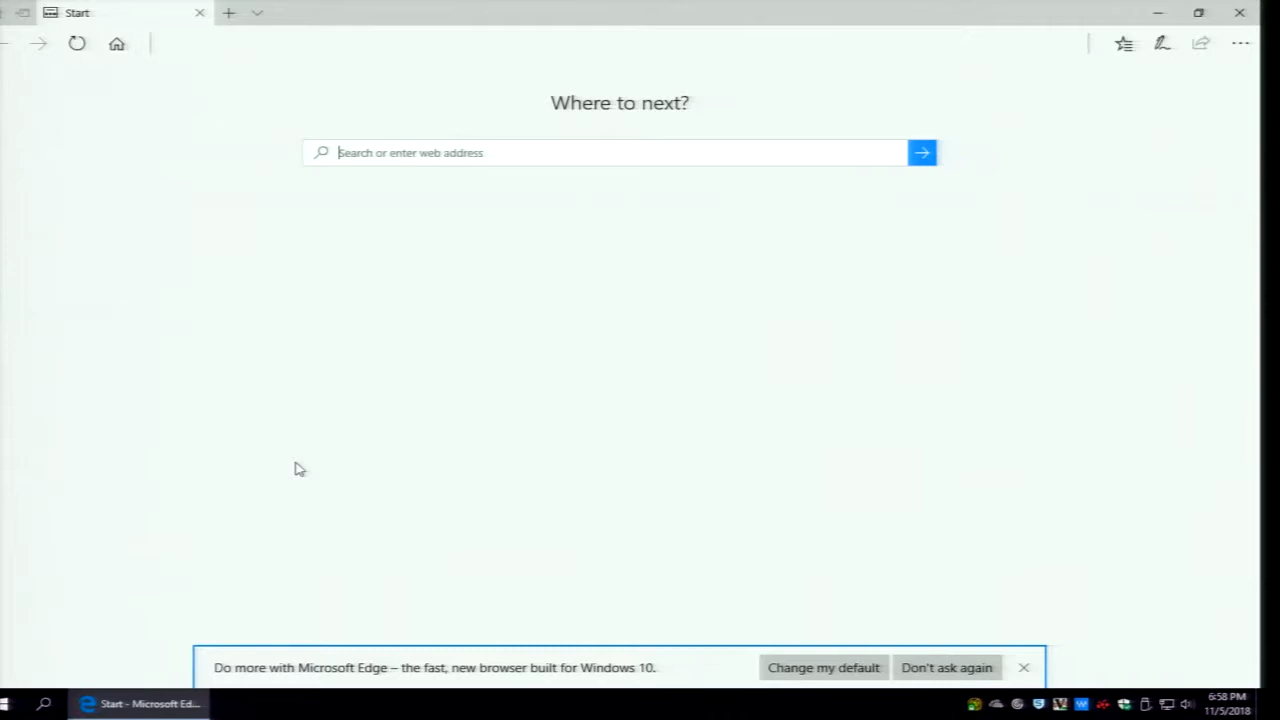 Start
Where to next?
Search or enter web address
Do more with Microsoft Edge – the fast, new browser built for Windows 10.
Change my default
Don't ask again
Start - Microsoft Ed...
6:58 PM
11/5/2018